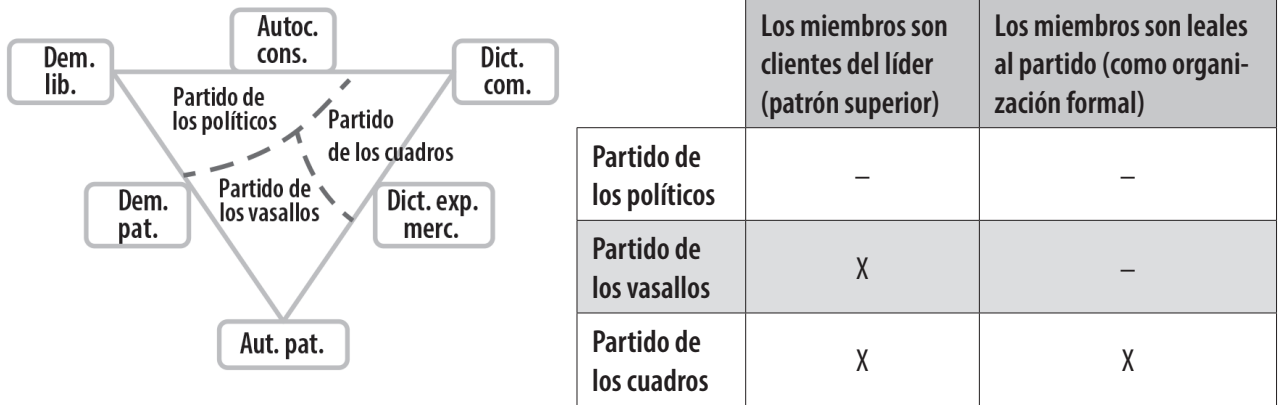 Autoc.
cons.
Dem.
lib.
Dict.
com.
Partido de
los políticos
Partido
de los cuadros
Partido de
los vasallos
Dem.
pat.
Dict. exp.
merc.
Aut. pat.
Los miembros son
clientes del líder
(patrón superior)
Los miembros son leales
al partido (como organi-
zación formal)
Partido de
los políticos
–
–
Partido de
los vasallos
X
–
Partido de
los cuadros
X
X